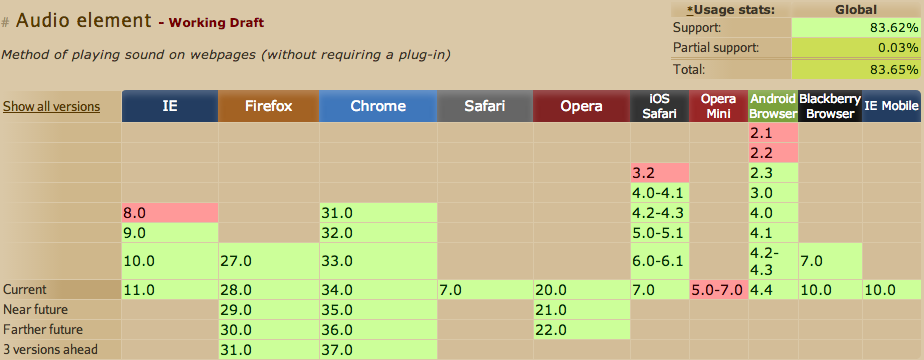 # Audio element - Working Draft
*Usage stats: Global
Support: 83.62%
Partial support: 0.03%
Total: 83.65%
Method of playing sound on webpages (without requiring a plug-in)
Show all versions IE Firefox Chrome Safari Opera iOS Safari Opera Mini Android Browser Blackberry Browser IE Mobile
2.1
2.2
3.2 2.3
4.0-4.1 3.0
8.0 31.0 4.2-4.3 4.0
9.0 32.0 5.0-5.1 4.1
10.0 27.0 33.0 6.0-6.1 4.2-4.3 7.0
Current 11.0 28.0 34.0 7.0 20.0 7.0 5.0-7.0 4.4 10.0 10.0
Near future 29.0 35.0 21.0
Farther future 30.0 36.0 22.0
3 versions ahead 31.0 37.0